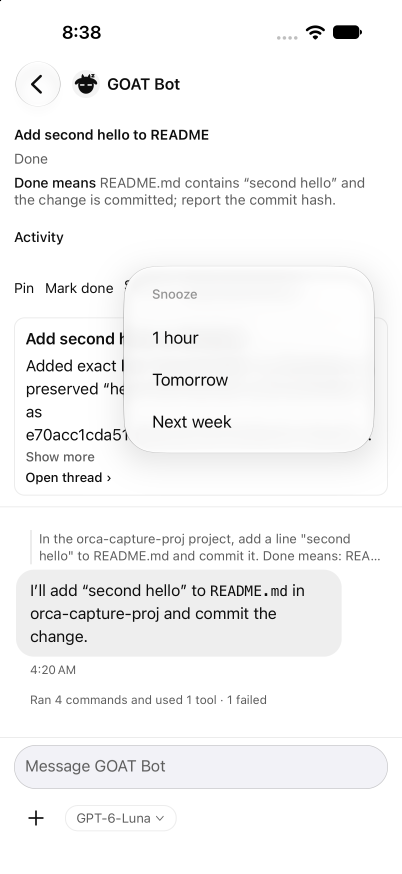 8:38
GOAT Bot
Add second hello to README
Done
Done means README.md contains “second hello” and
the change is committed; report the commit hash.
Activity
Pin Mark done
Snooze
1 hour
Tomorrow
Next week
Add second
Added exact
preserved “he
as
e70acc1cda51
Show more
Open thread ›
In the orca-capture-proj project, add a line "second
hello" to README.md and commit it. Done means: REA...
I’ll add “second hello” to README.md in
orca-capture-proj and commit the
change.
4:20 AM
Ran 4 commands and used 1 tool · 1 failed
Message GOAT Bot
GPT-6-Luna